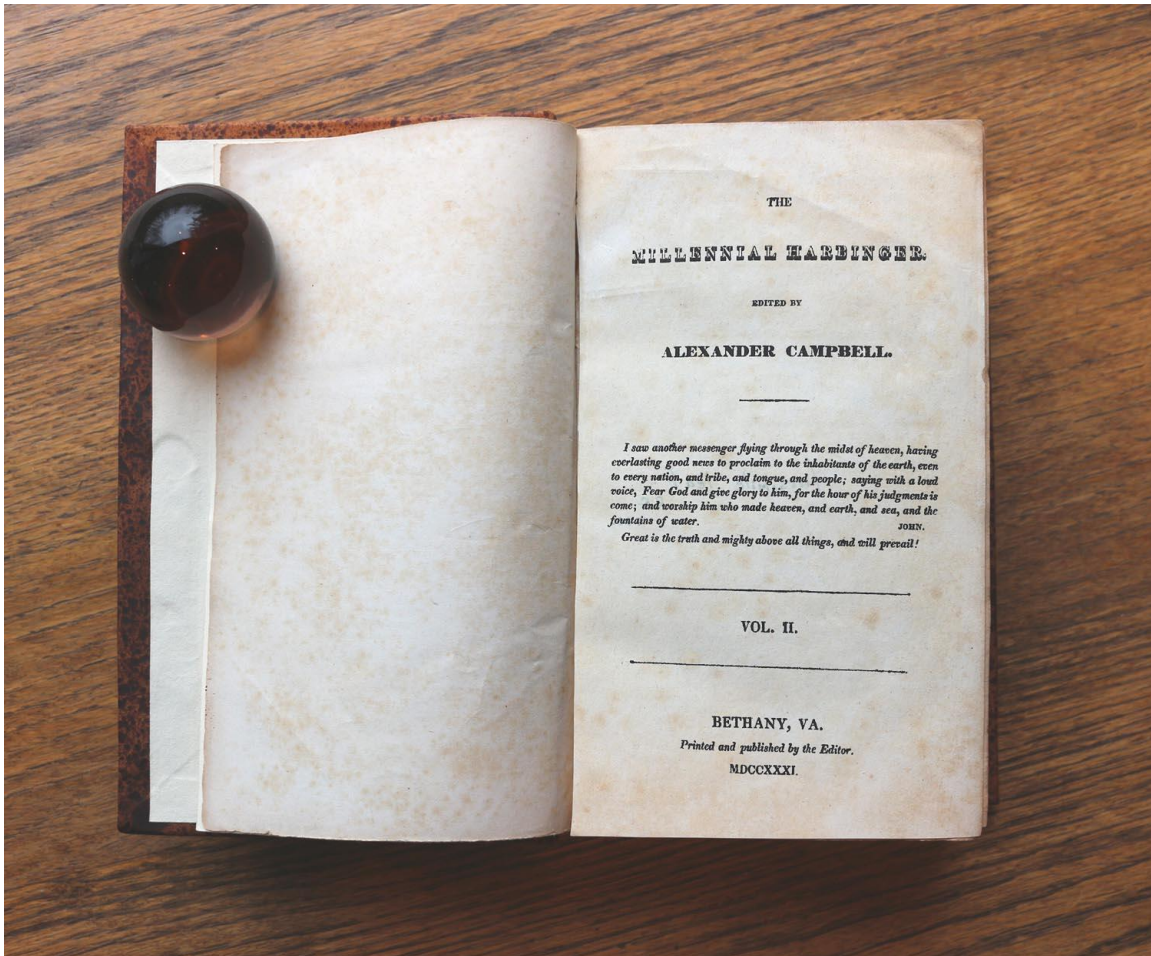 THE
MILLENNIAL HARBINGER
EDITED BY
ALEXANDER CAMPBELL.
I saw another messenger flying through the midst of heaven, having
everlasting good news to proclaim to the inhabitants of the earth, even
to every nation, and tribe, and tongue, and people; saying with a loud
voice, Fear God and give glory to him, for the hour of his judgments is
come; and worship him who made heaven, and earth, and sea, and the
fountains of water. JOHN.
Great is the truth and mighty above all things, and will prevail!
VOL. II.
BETHANY, VA.
Printed and published by the Editor.
MDCCXXXI.